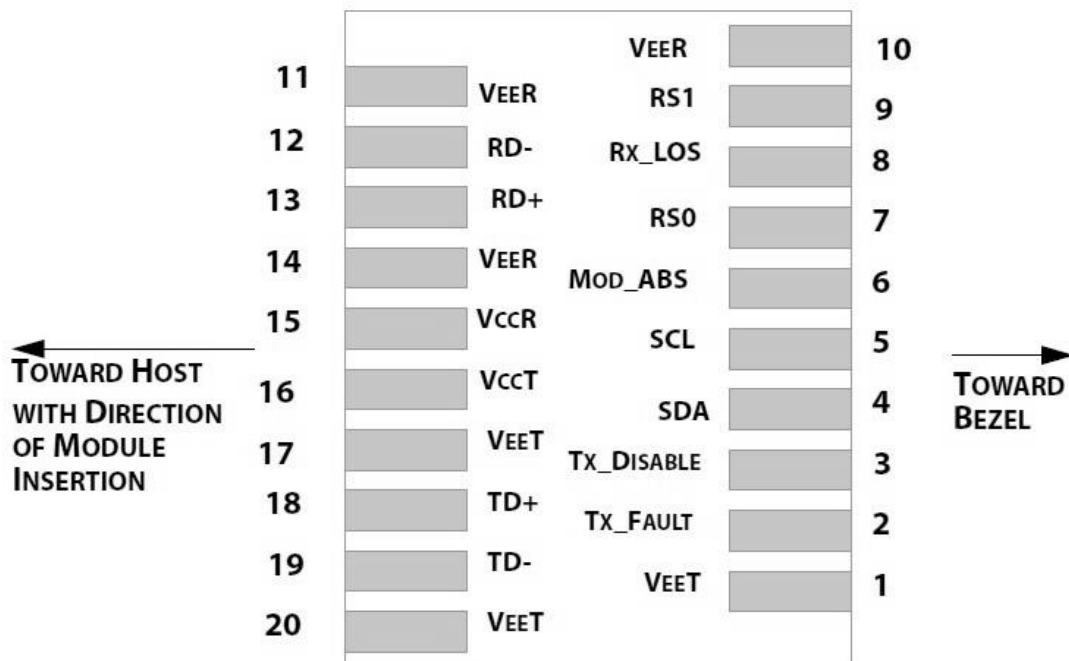 11 VEER
12 RD-
13 RD+
14 VEER
15 VCCR
16 VCCT
17 VEET
18 TD+
19 TD-
20 VEET
VEER 10
RS1 9
RX_LOS 8
RS0 7
MOD_ABS 6
SCL 5
SDA 4
TX_DISABLE 3
TX_FAULT 2
VEET 1
TOWARD HOST
WITH DIRECTION
OF MODULE
INSERTION
TOWARD
BEZEL